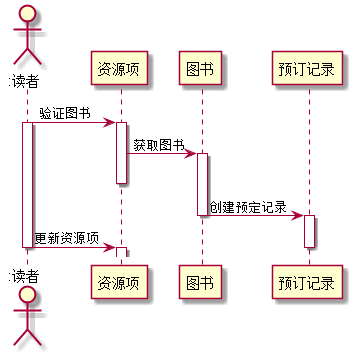 资源项
图书
预订记录
:读者
验证图书
获取图书
创建预定记录
更新资源项
:读者
资源项
图书
预订记录